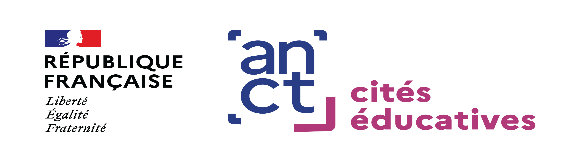 RÉPUBLIQUE
FRANÇAISE
Liberté
Égalité
Fraternité
an
ct
cités
éducatives